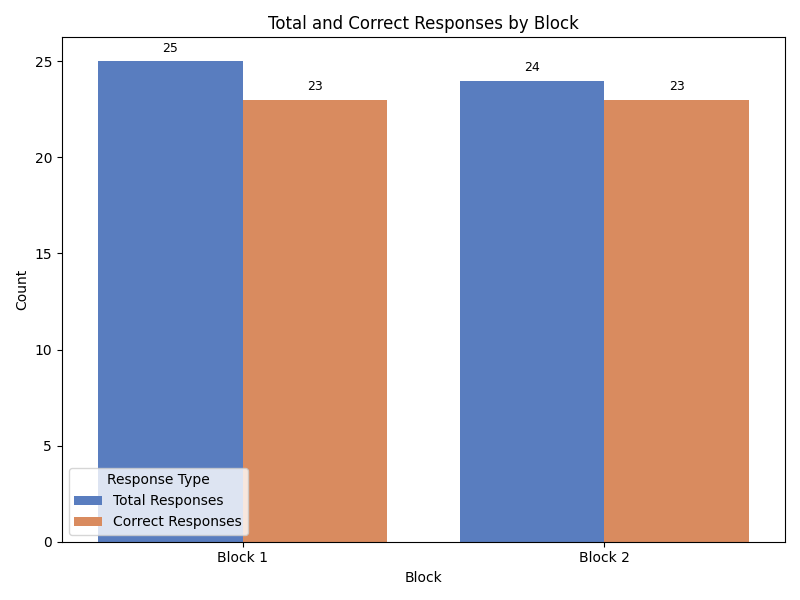 Total and Correct Responses by Block
25
23
24
23
25
20
15
10
5
0
Count
Response Type
Total Responses
Correct Responses
Block 1
Block 2
Block